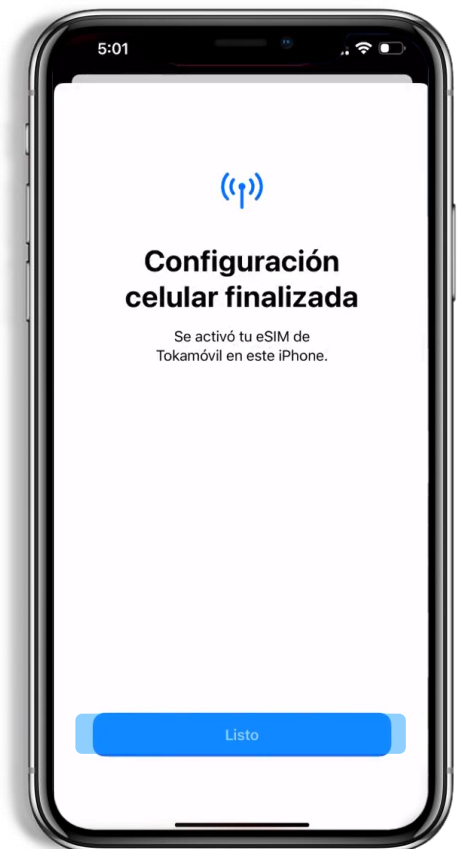 5:01
Configuración
celular finalizada
Se activó tu eSIM de
Tokamóvil en este iPhone.
Listo